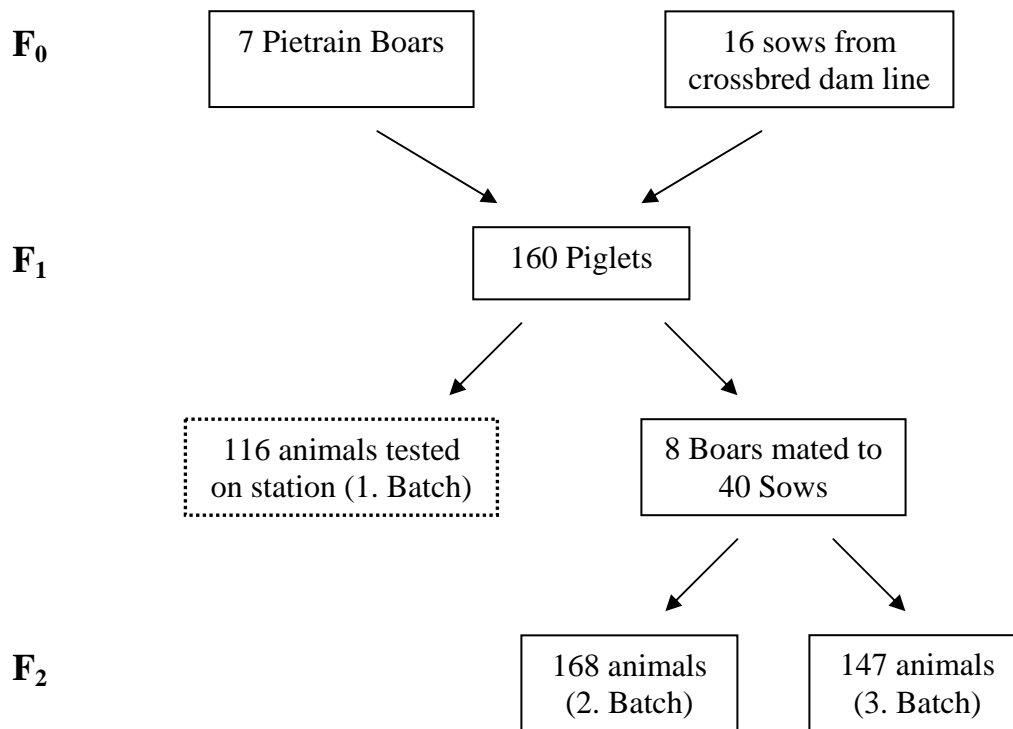 F₀
7 Pietrain Boars
16 sows from
crossbred dam line
F₁
160 Piglets
116 animals tested
on station (1. Batch)
8 Boars mated to
40 Sows
F₂
168 animals
(2. Batch)
147 animals
(3. Batch)